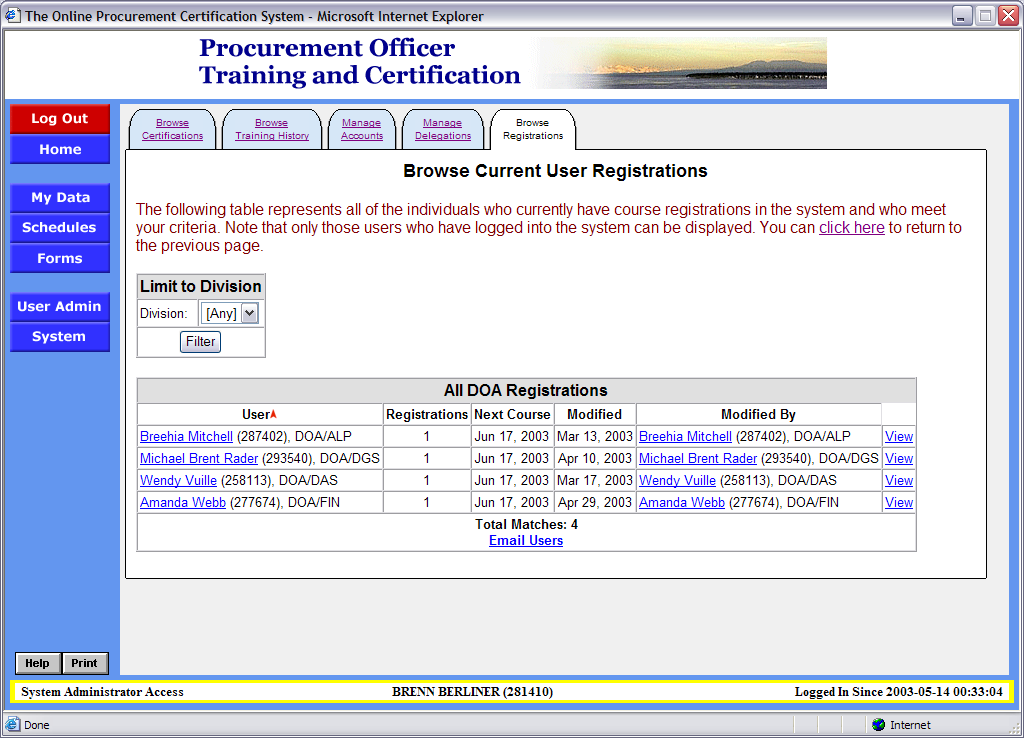 The Online Procurement Certification System - Microsoft Internet Explorer
Procurement Officer
Training and Certification
Log Out
Home
My Data
Schedules
Forms
User Admin
System
Help Print
Browse
Certifications
Browse
Training History
Manage
Accounts
Manage
Delegations
Browse
Registrations
Browse Current User Registrations
The following table represents all of the individuals who currently have course registrations in the system and who meet
your criteria. Note that only those users who have logged into the system can be displayed. You can click here to return to
the previous page.
Limit to Division
Division: [Any]
Filter
All DOA Registrations
User Registrations Next Course Modified Modified By
Breehia Mitchell (287402), DOA/ALP 1 Jun 17, 2003 Mar 13, 2003 Breehia Mitchell (287402), DOA/ALP View
Michael Brent Rader (293540), DOA/DGS 1 Jun 17, 2003 Apr 10, 2003 Michael Brent Rader (293540), DOA/DGS View
Wendy Vuille (258113), DOA/DAS 1 Jun 17, 2003 Mar 17, 2003 Wendy Vuille (258113), DOA/DAS View
Amanda Webb (277674), DOA/FIN 1 Jun 17, 2003 Apr 29, 2003 Amanda Webb (277674), DOA/FIN View
Total Matches: 4
Email Users
System Administrator Access BRENN BERLINER (281410) Logged In Since 2003-05-14 00:33:04
Done Internet